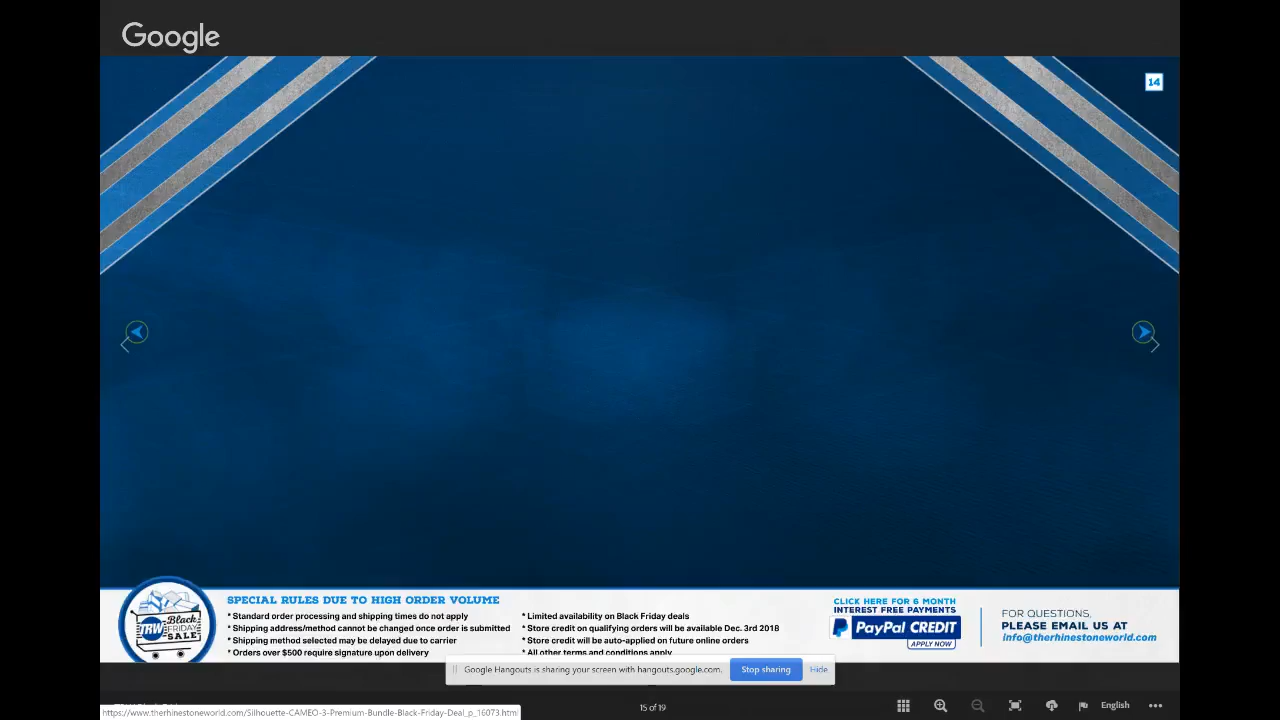 Google
14
TRW Black
FRIDAY
SALE
SPECIAL RULES DUE TO HIGH ORDER VOLUME
* Standard order processing and shipping times do not apply
* Shipping address/method cannot be changed once order is submitted
* Shipping method selected may be delayed due to carrier
* Orders over $500 require signature upon delivery
* Limited availability on Black Friday deals
* Store credit on qualifying orders will be available Dec. 3rd 2018
* Store credit will be auto-applied on future online orders
* All other terms and conditions apply
CLICK HERE FOR 6 MONTH
INTEREST FREE PAYMENTS
PayPal CREDIT
APPLY NOW
FOR QUESTIONS,
PLEASE EMAIL US AT
info@therhinestoneworld.com
Google Hangouts is sharing your screen with hangouts.google.com.
Stop sharing
Hide
https://www.therhinestoneworld.com/Silhouette-CAMEO-3-Premium-Bundle-Black-Friday-Deal_p_16073.html
15 of 19
English